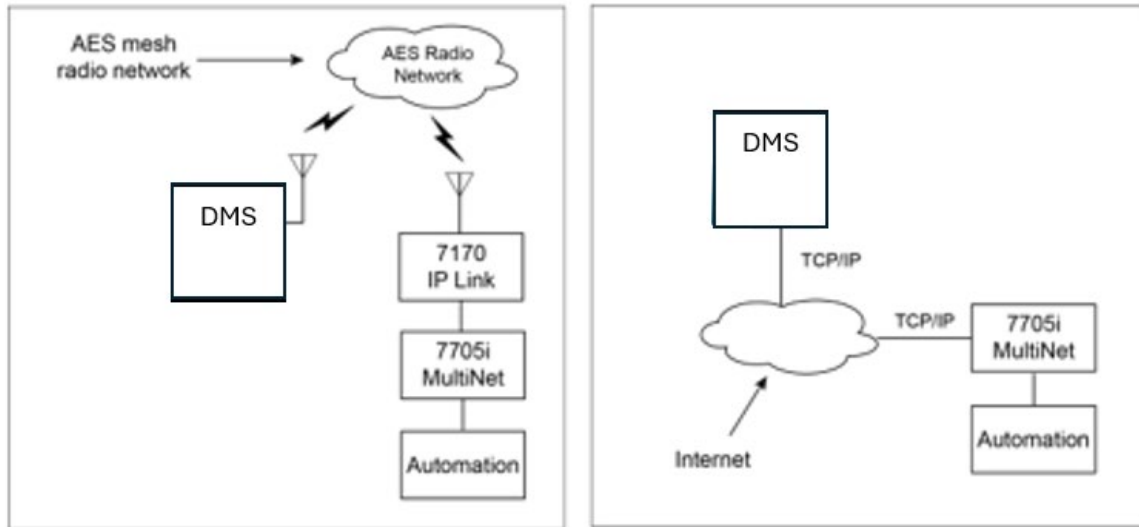 AES mesh
radio network
AES Radio
Network
DMS
7170
IP Link
7705i
MultiNet
Automation
DMS
TCP/IP
TCP/IP
7705i
MultiNet
Automation
Internet